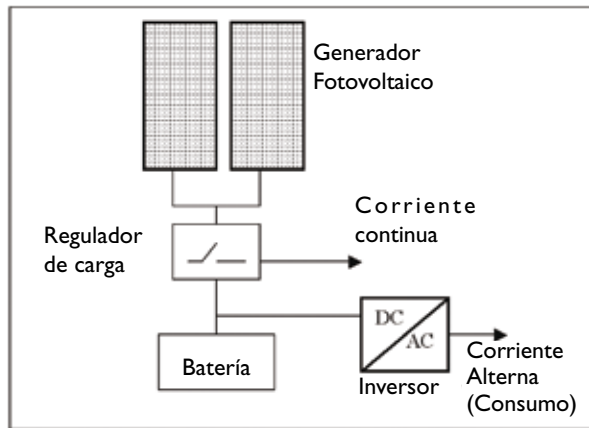 Generador
Fotovoltaico
Corriente
continua
Regulador
de carga
DC
AC
Batería
Inversor
Corriente
Alterna
(Consumo)